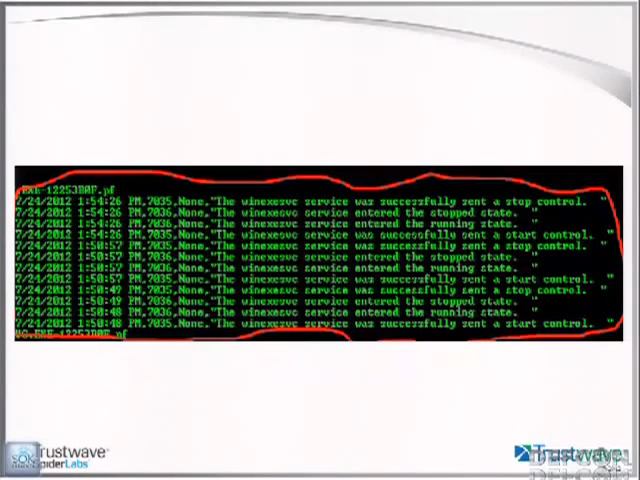 .EXE-12253B0F.pf
7/24/2012 1:54:26 PM,7035,None,"The winexesvc service was successfully sent a stop control.  "
7/24/2012 1:54:26 PM,7036,None,"The winexesvc service entered the stopped state.  "
7/24/2012 1:54:26 PM,7036,None,"The winexesvc service entered the running state.  "
7/24/2012 1:54:26 PM,7035,None,"The winexesvc service was successfully sent a start control.  "
7/24/2012 1:50:57 PM,7035,None,"The winexesvc service was successfully sent a stop control.  "
7/24/2012 1:50:57 PM,7036,None,"The winexesvc service entered the stopped state.  "
7/24/2012 1:50:57 PM,7036,None,"The winexesvc service entered the running state.  "
7/24/2012 1:50:57 PM,7035,None,"The winexesvc service was successfully sent a start control.  "
7/24/2012 1:50:49 PM,7035,None,"The winexesvc service was successfully sent a stop control.  "
7/24/2012 1:50:49 PM,7036,None,"The winexesvc service entered the stopped state.  "
7/24/2012 1:50:48 PM,7036,None,"The winexesvc service entered the running state.  "
7/24/2012 1:50:48 PM,7035,None,"The winexesvc service was successfully sent a start control.  "
.EXE-12253B0F.pf
Trustwave
SpiderLabs
Trustwave
DEFCON